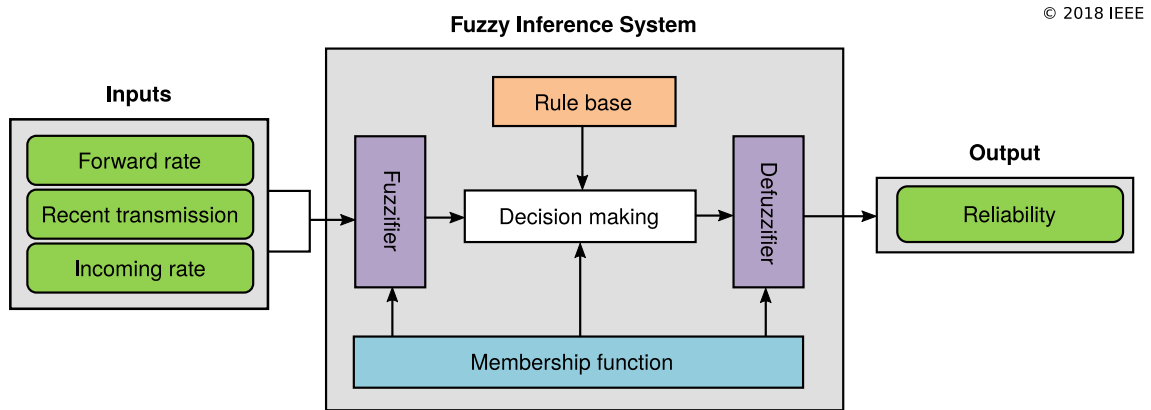 © 2018 IEEE
Fuzzy Inference System
Inputs
Forward rate
Recent transmission
Incoming rate
Rule base
Fuzzifier
Decision making
Defuzzifier
Membership function
Output
Reliability